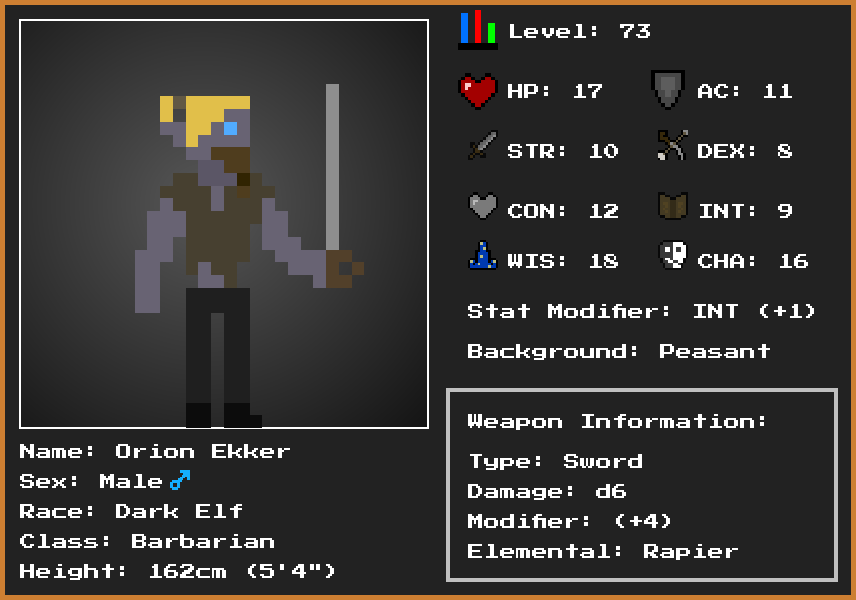 Level: 73
HP: 17
AC: 11
STR: 10
DEX: 8
CON: 12
INT: 9
WIS: 18
CHA: 16
Stat Modifier: INT (+1)
Background: Peasant
Weapon Information:
Type: Sword
Damage: d6
Modifier: (+4)
Elemental: Rapier
Name: Orion Ekker
Sex: Male♂
Race: Dark Elf
Class: Barbarian
Height: 162cm (5'4")